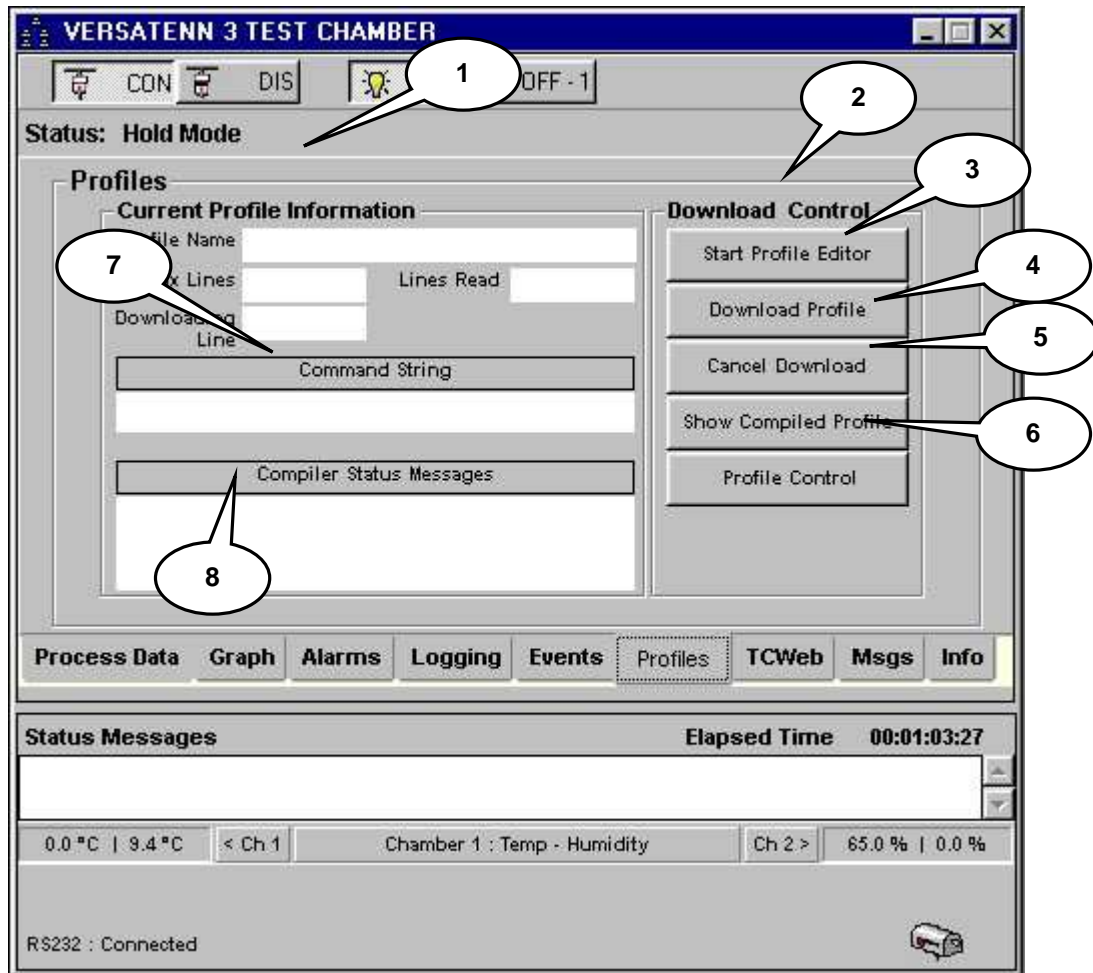 VERSATENN 3 TEST CHAMBER
CON DIS OFF - 1
1
2
Status: Hold Mode
3
Profiles
Current Profile Information
Download Control
Name
7
Start Profile Editor
4
Lines
Lines Read
Download Profile
Line
5
Command String
Cancel Download
Show Compiled Profile
6
Compiler Status Messages
Profile Control
8
Process Data Graph Alarms Logging Events Profiles TCWeb Msgs Info
Status Messages
Elapsed Time 00:01:03:27
0.0 °C | 9.4 °C < Ch 1 Chamber 1 : Temp - Humidity Ch 2 > 65.0 % | 0.0 %
RS232 : Connected